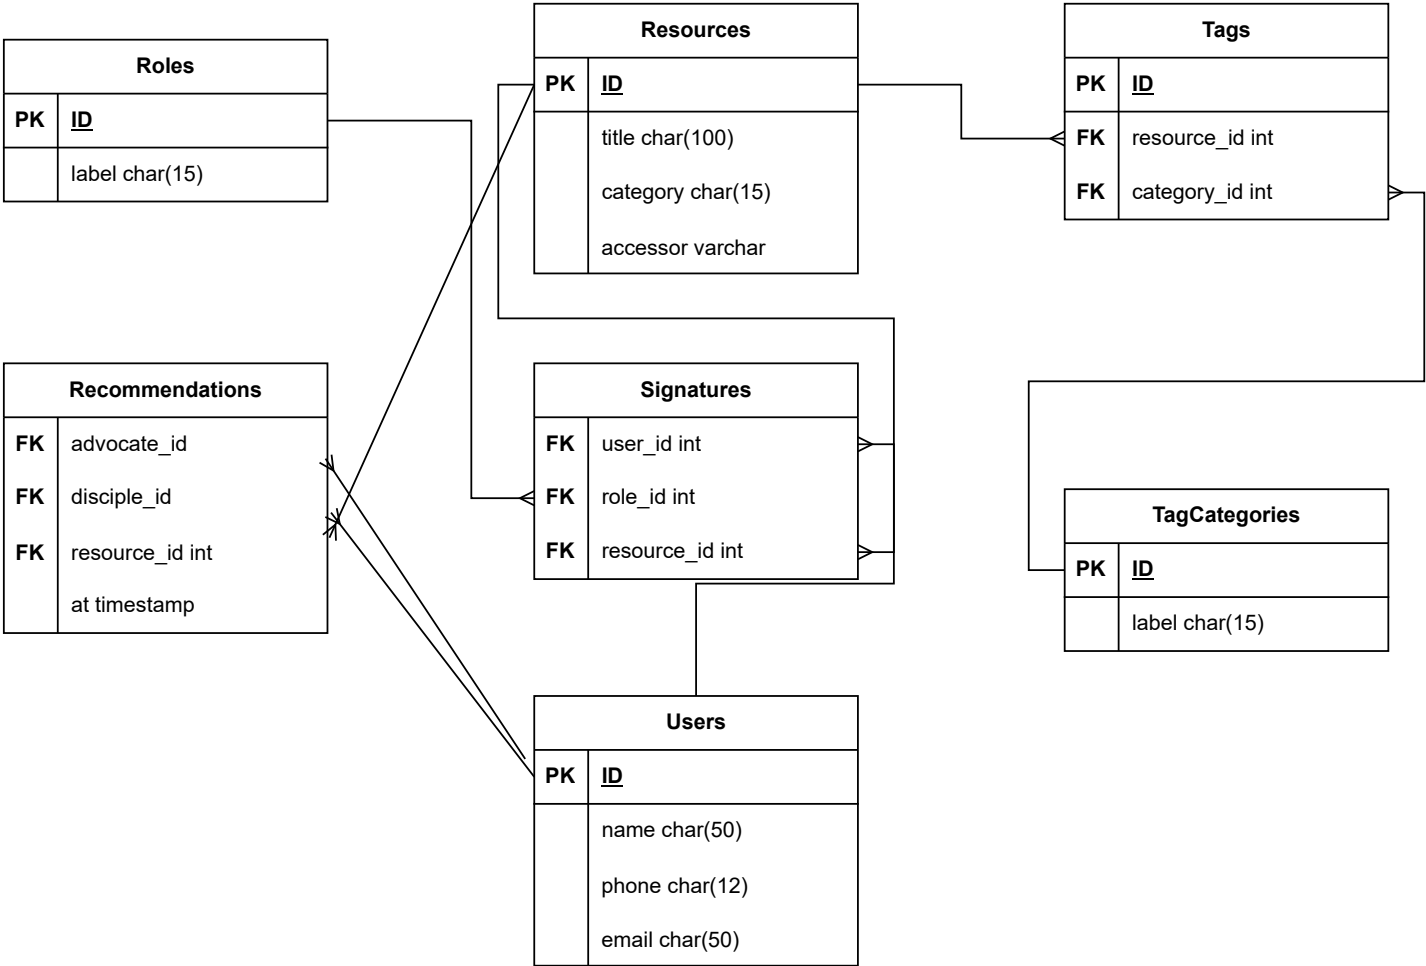 Roles
PK ID
label char(15)
Resources
PK ID
title char(100)
category char(15)
accessor varchar
Tags
PK ID
FK resource_id int
FK category_id int
Recommendations
FK advocate_id
FK disciple_id
FK resource_id int
at timestamp
Signatures
FK user_id int
FK role_id int
FK resource_id int
TagCategories
PK ID
label char(15)
Users
PK ID
name char(50)
phone char(12)
email char(50)